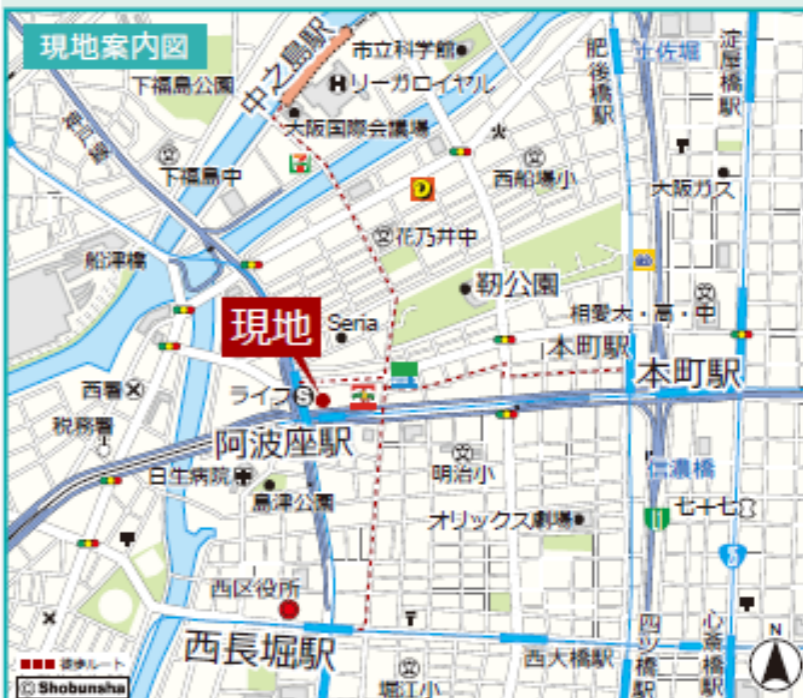 現地案内図
中之島駅
市立科学館
リーガロイヤル
下福島公園
大阪国際会議場
肥後橋駅
土佐堀
淀屋橋駅
下福島中
西船場小
大阪ガス
花乃井中
船津橋
靭公園
Seria
現地
相愛大・高・中
本町駅
本町駅
西署
ライフ
税務署
阿波座駅
日生病院
島津公園
明治小
信濃橋
オリックス劇場
西区役所
西長堀駅
西大橋駅
四ツ橋駅
心斎橋駅
堀江小
徒歩ルート
© Shobunsha
N